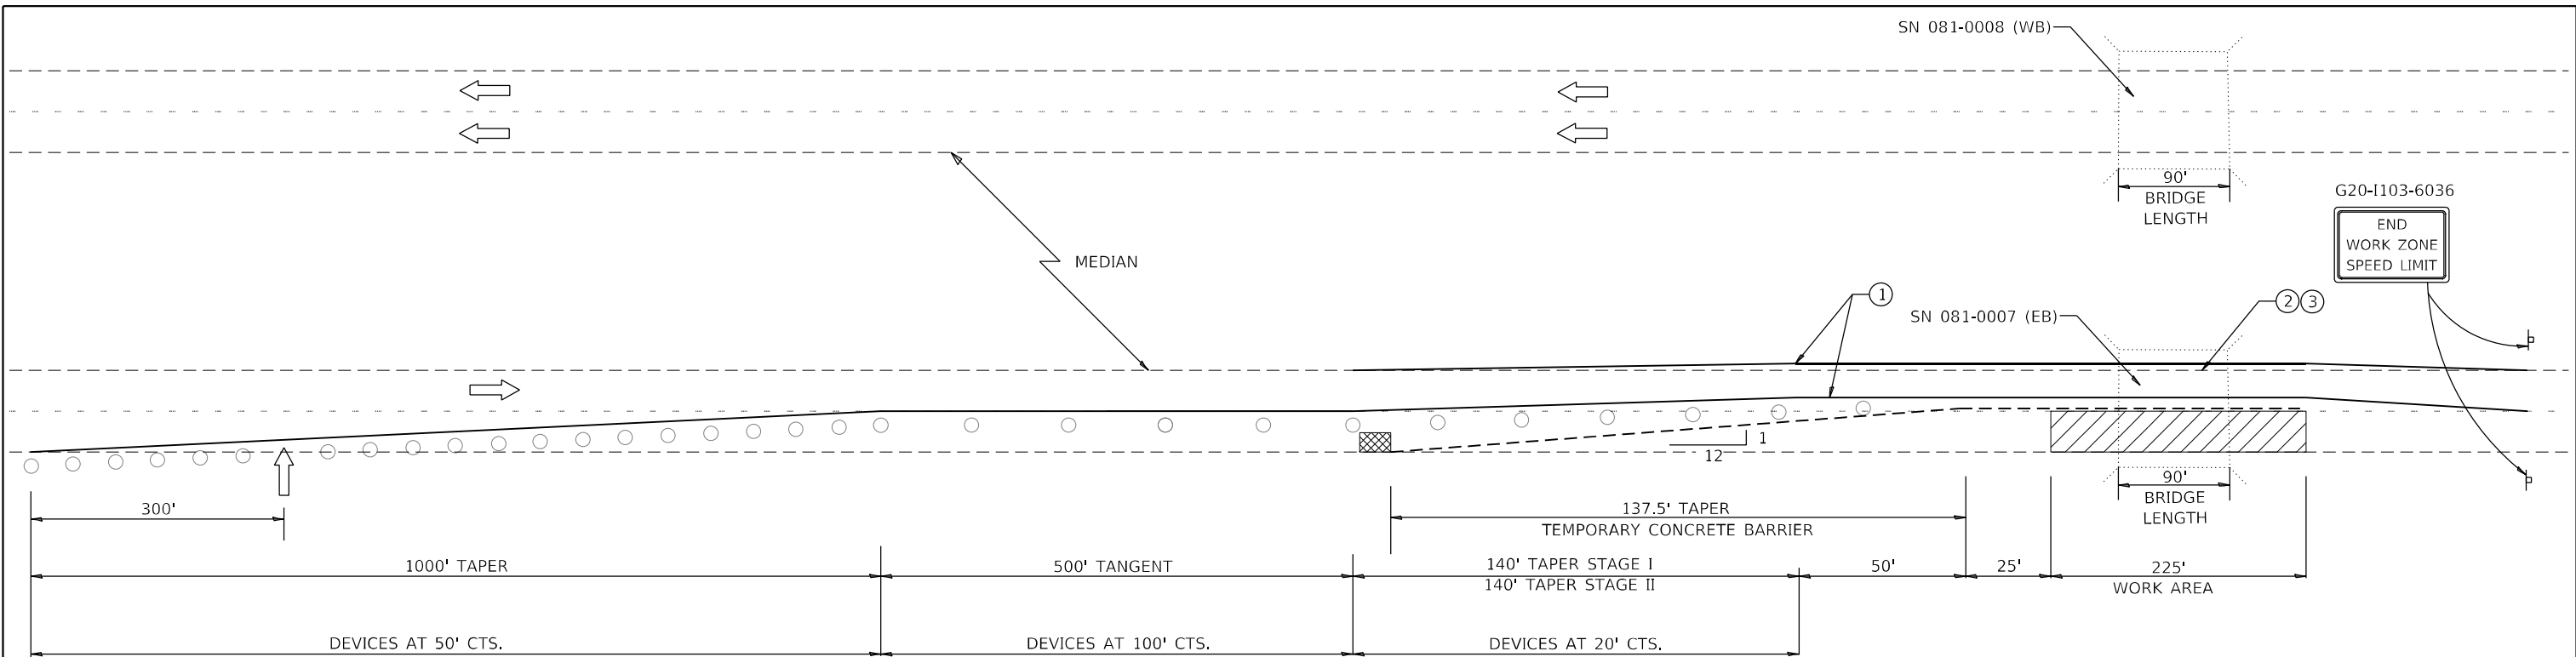 SN 081-0008 (WB)
90'
BRIDGE
LENGTH
G20-I103-6036
END
WORK ZONE
SPEED LIMIT
MEDIAN
1
SN 081-0007 (EB)
2 3
1
12
90'
BRIDGE
LENGTH
300'
137.5' TAPER
TEMPORARY CONCRETE BARRIER
1000' TAPER
500' TANGENT
140' TAPER STAGE I
140' TAPER STAGE II
50'
25'
225'
WORK AREA
DEVICES AT 50' CTS.
DEVICES AT 100' CTS.
DEVICES AT 20' CTS.